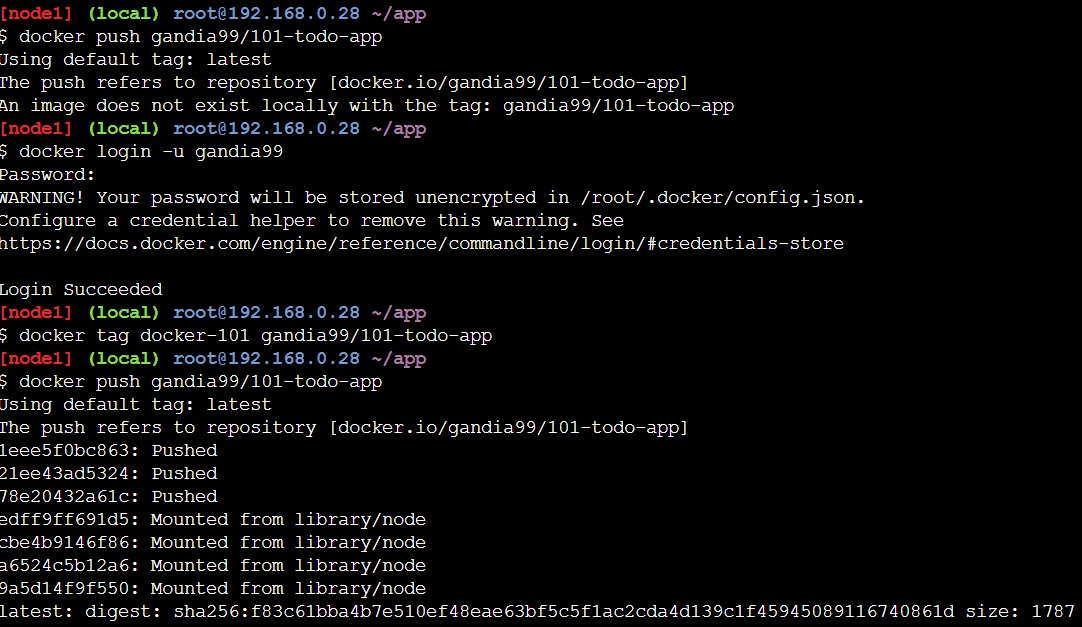 [node1] (local) root@192.168.0.28 ~/app
$ docker push gandia99/101-todo-app
Using default tag: latest
The push refers to repository [docker.io/gandia99/101-todo-app]
An image does not exist locally with the tag: gandia99/101-todo-app
[node1] (local) root@192.168.0.28 ~/app
$ docker login -u gandia99
Password:
WARNING! Your password will be stored unencrypted in /root/.docker/config.json.
Configure a credential helper to remove this warning. See
https://docs.docker.com/engine/reference/commandline/login/#credentials-store
Login Succeeded
[node1] (local) root@192.168.0.28 ~/app
$ docker tag docker-101 gandia99/101-todo-app
[node1] (local) root@192.168.0.28 ~/app
$ docker push gandia99/101-todo-app
Using default tag: latest
The push refers to repository [docker.io/gandia99/101-todo-app]
1eee5f0bc863: Pushed
21ee43ad5324: Pushed
78e20432a61c: Pushed
edff9ff691d5: Mounted from library/node
cbe4b9146f86: Mounted from library/node
a6524c5b12a6: Mounted from library/node
9a5d14f9f550: Mounted from library/node
latest: digest: sha256:f83c61bba4b7e510ef48eae63bf5c5f1ac2cda4d139c1f45945089116740861d size: 1787